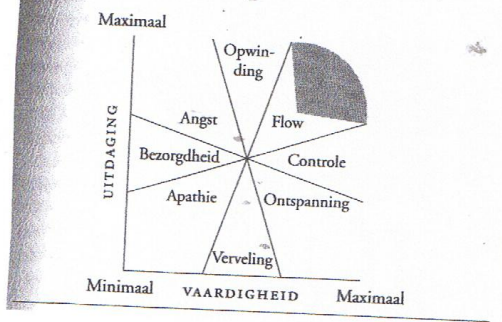 Maximaal
Opwin-
ding
Angst
Flow
UITDAGING
Bezorgdheid
Controle
Apathie
Ontspanning
Verveling
Minimaal
VAARDIGHEID
Maximaal